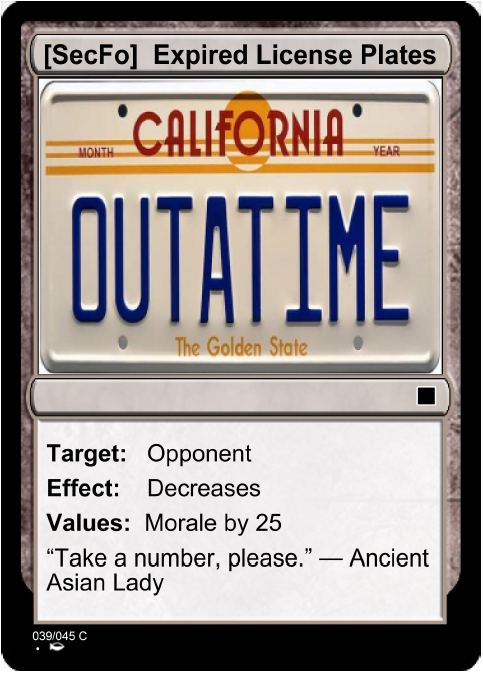 [SecFo] Expired License Plates
CALIFORNIA
MONTH
YEAR
OUTATIME
The Golden State
Target: Opponent
Effect: Decreases
Values: Morale by 25
“Take a number, please.” — Ancient
Asian Lady
039/045 C